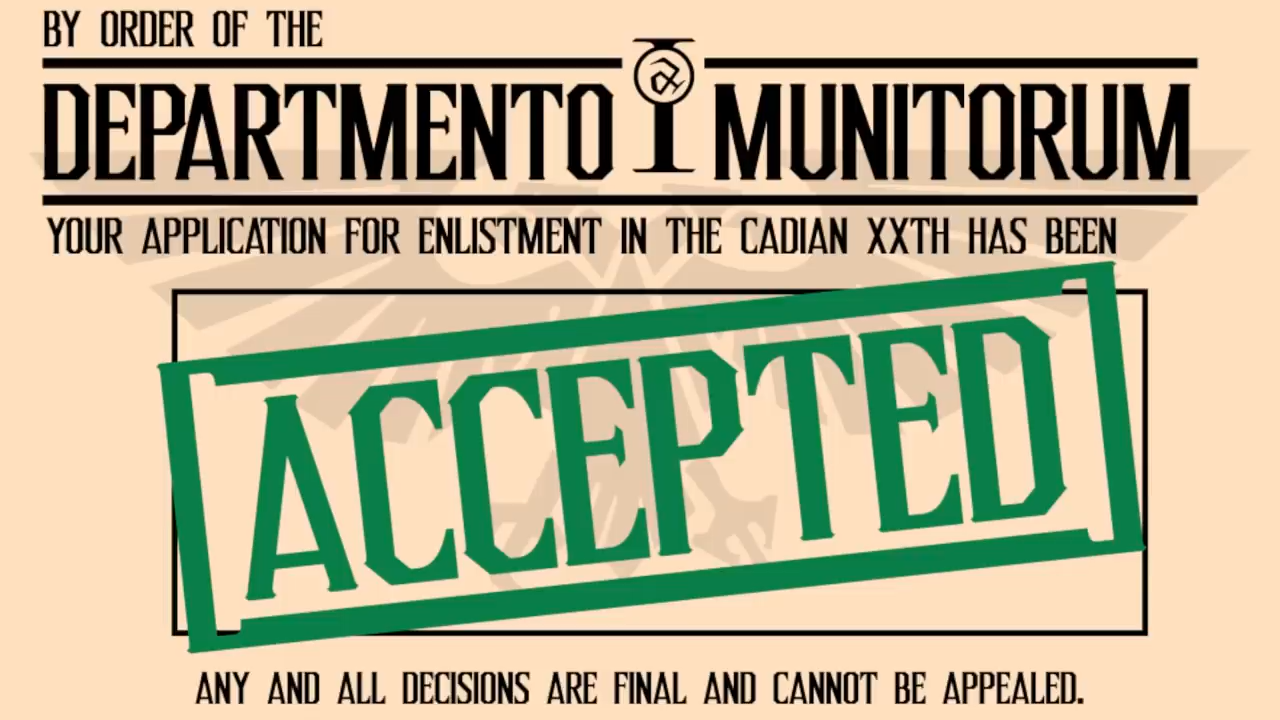 BY ORDER OF THE
DEPARTMENTO MUNITORUM
YOUR APPLICATION FOR ENLISTMENT IN THE CADIAN XXTH HAS BEEN
ACCEPTED
ANY AND ALL DECISIONS ARE FINAL AND CANNOT BE APPEALED.